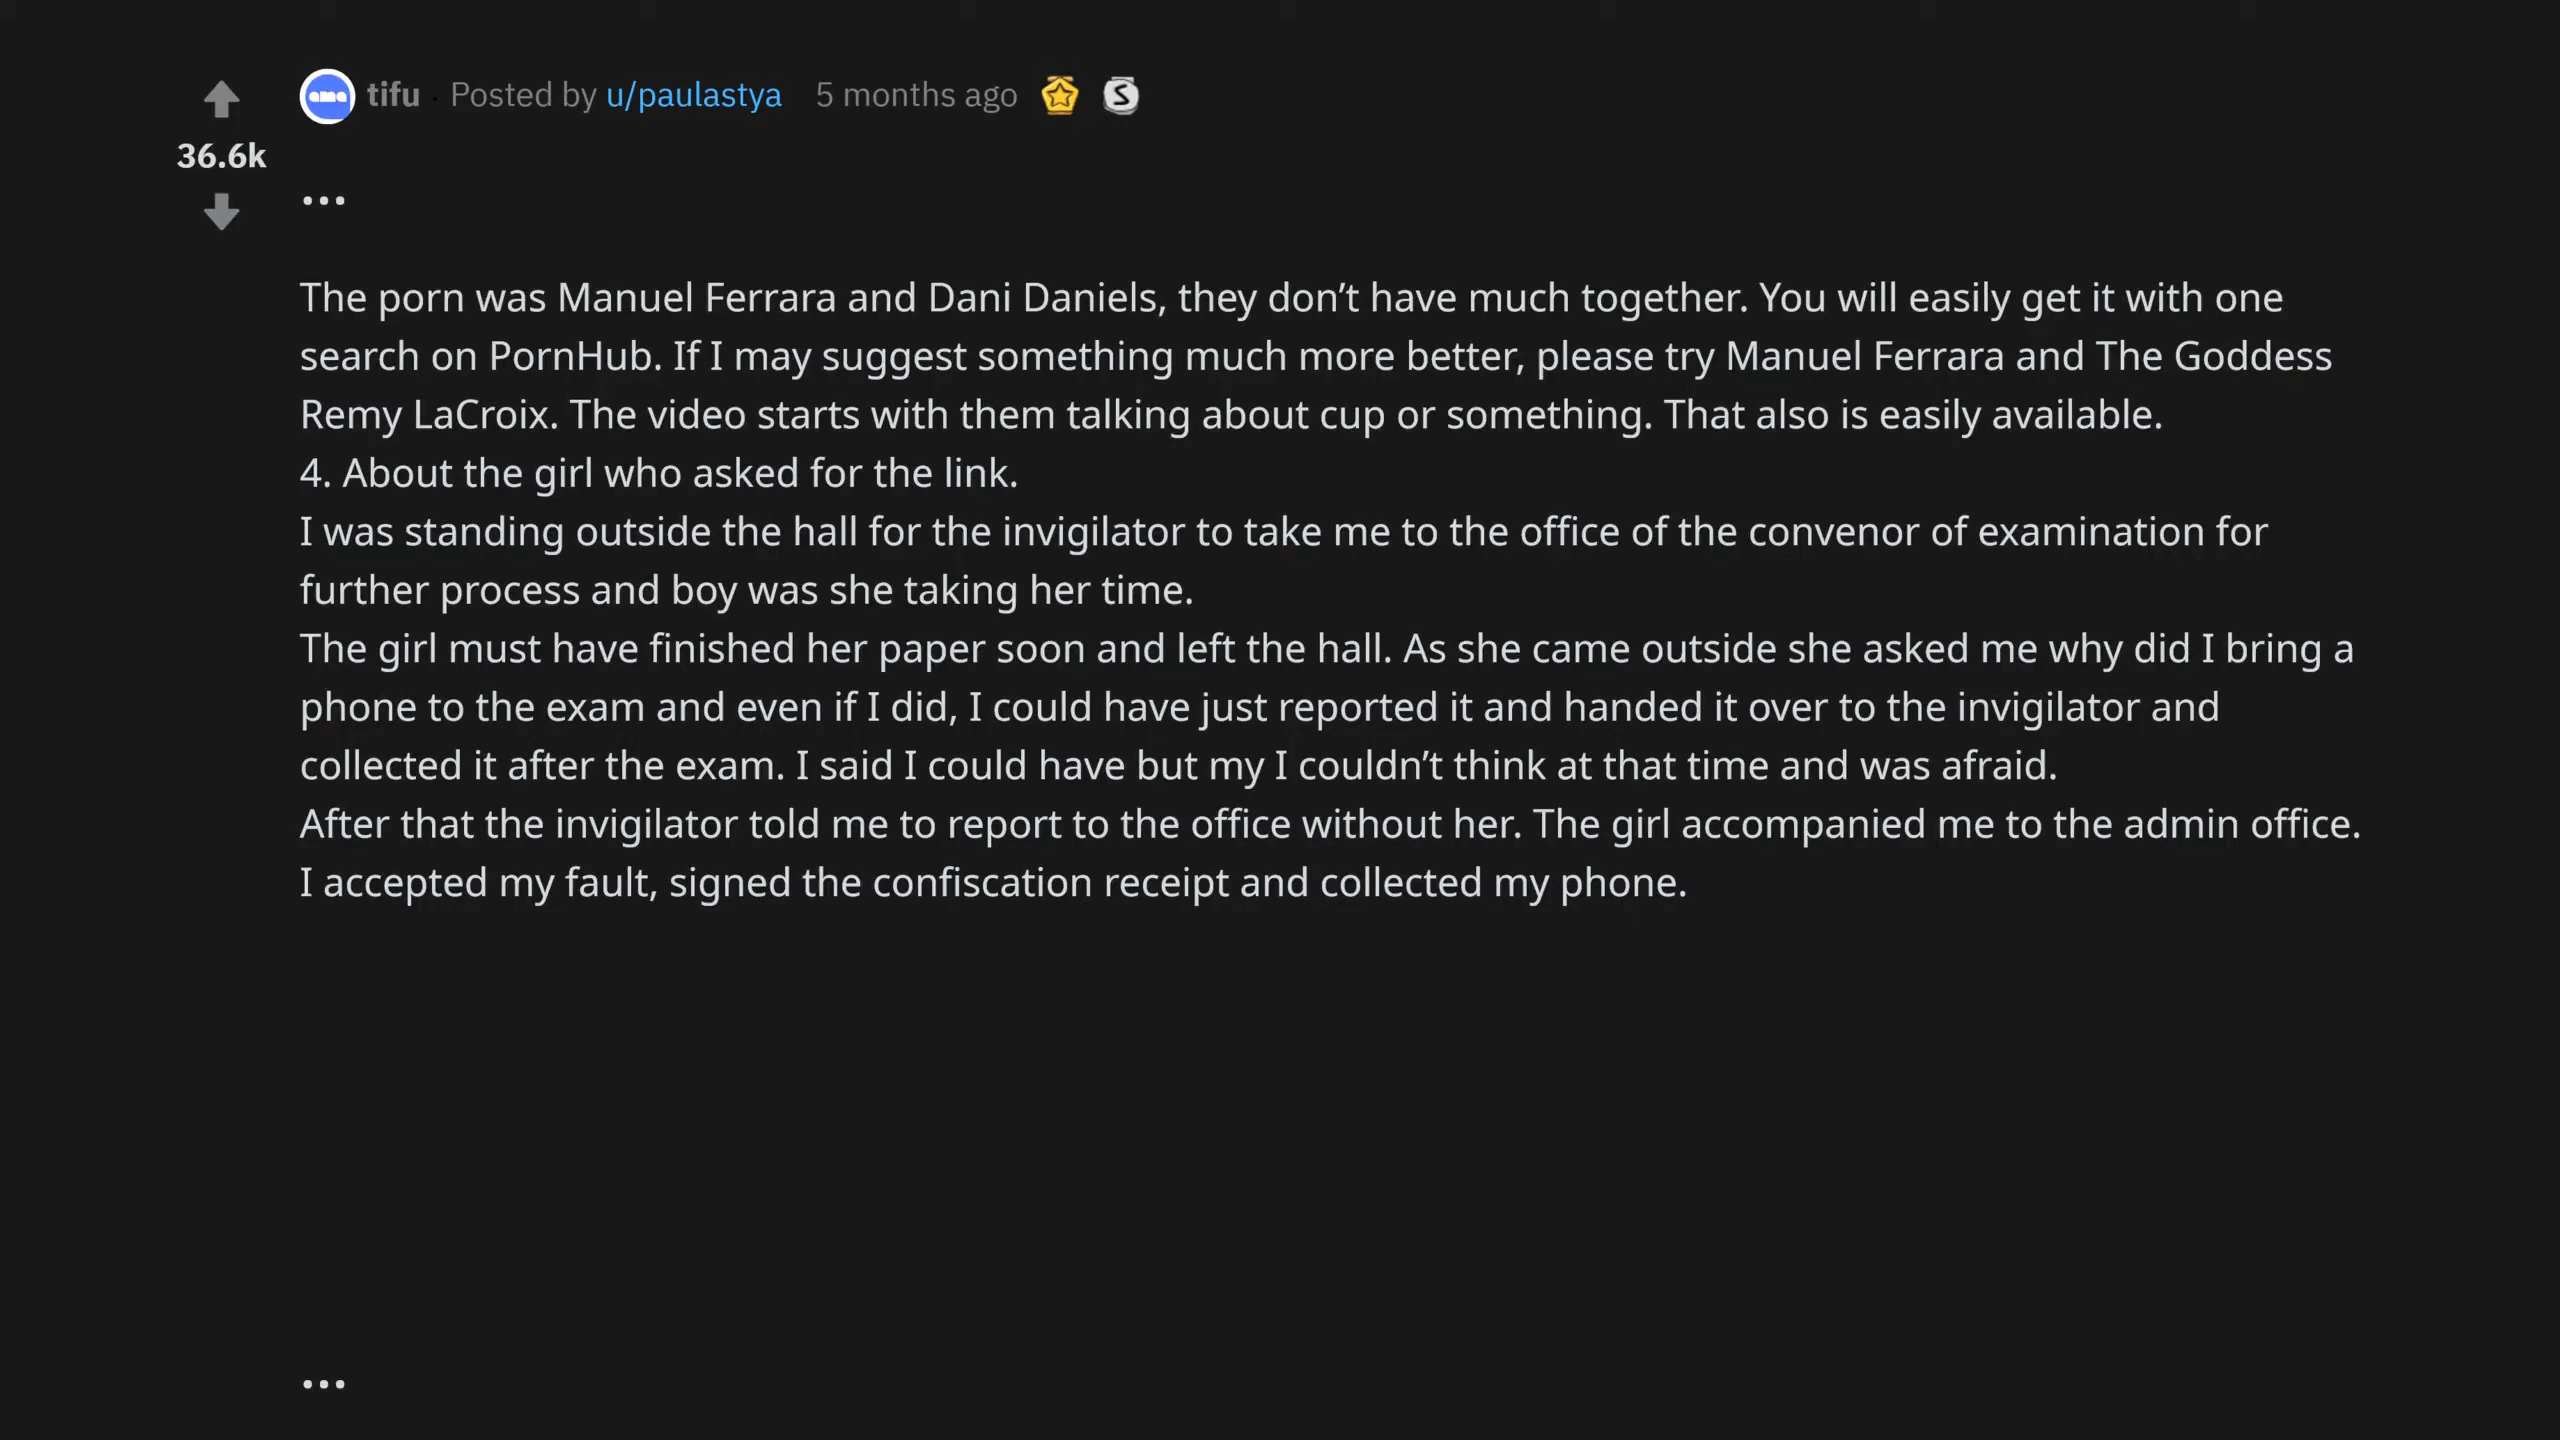 tifu · Posted by u/paulastya 5 months ago
36.6k
...
The porn was Manuel Ferrara and Dani Daniels, they don’t have much together. You will easily get it with one
search on PornHub. If I may suggest something much more better, please try Manuel Ferrara and The Goddess
Remy LaCroix. The video starts with them talking about cup or something. That also is easily available.
4. About the girl who asked for the link.
I was standing outside the hall for the invigilator to take me to the office of the convenor of examination for
further process and boy was she taking her time.
The girl must have finished her paper soon and left the hall. As she came outside she asked me why did I bring a
phone to the exam and even if I did, I could have just reported it and handed it over to the invigilator and
collected it after the exam. I said I could have but my I couldn’t think at that time and was afraid.
After that the invigilator told me to report to the office without her. The girl accompanied me to the admin office.
I accepted my fault, signed the confiscation receipt and collected my phone.
...